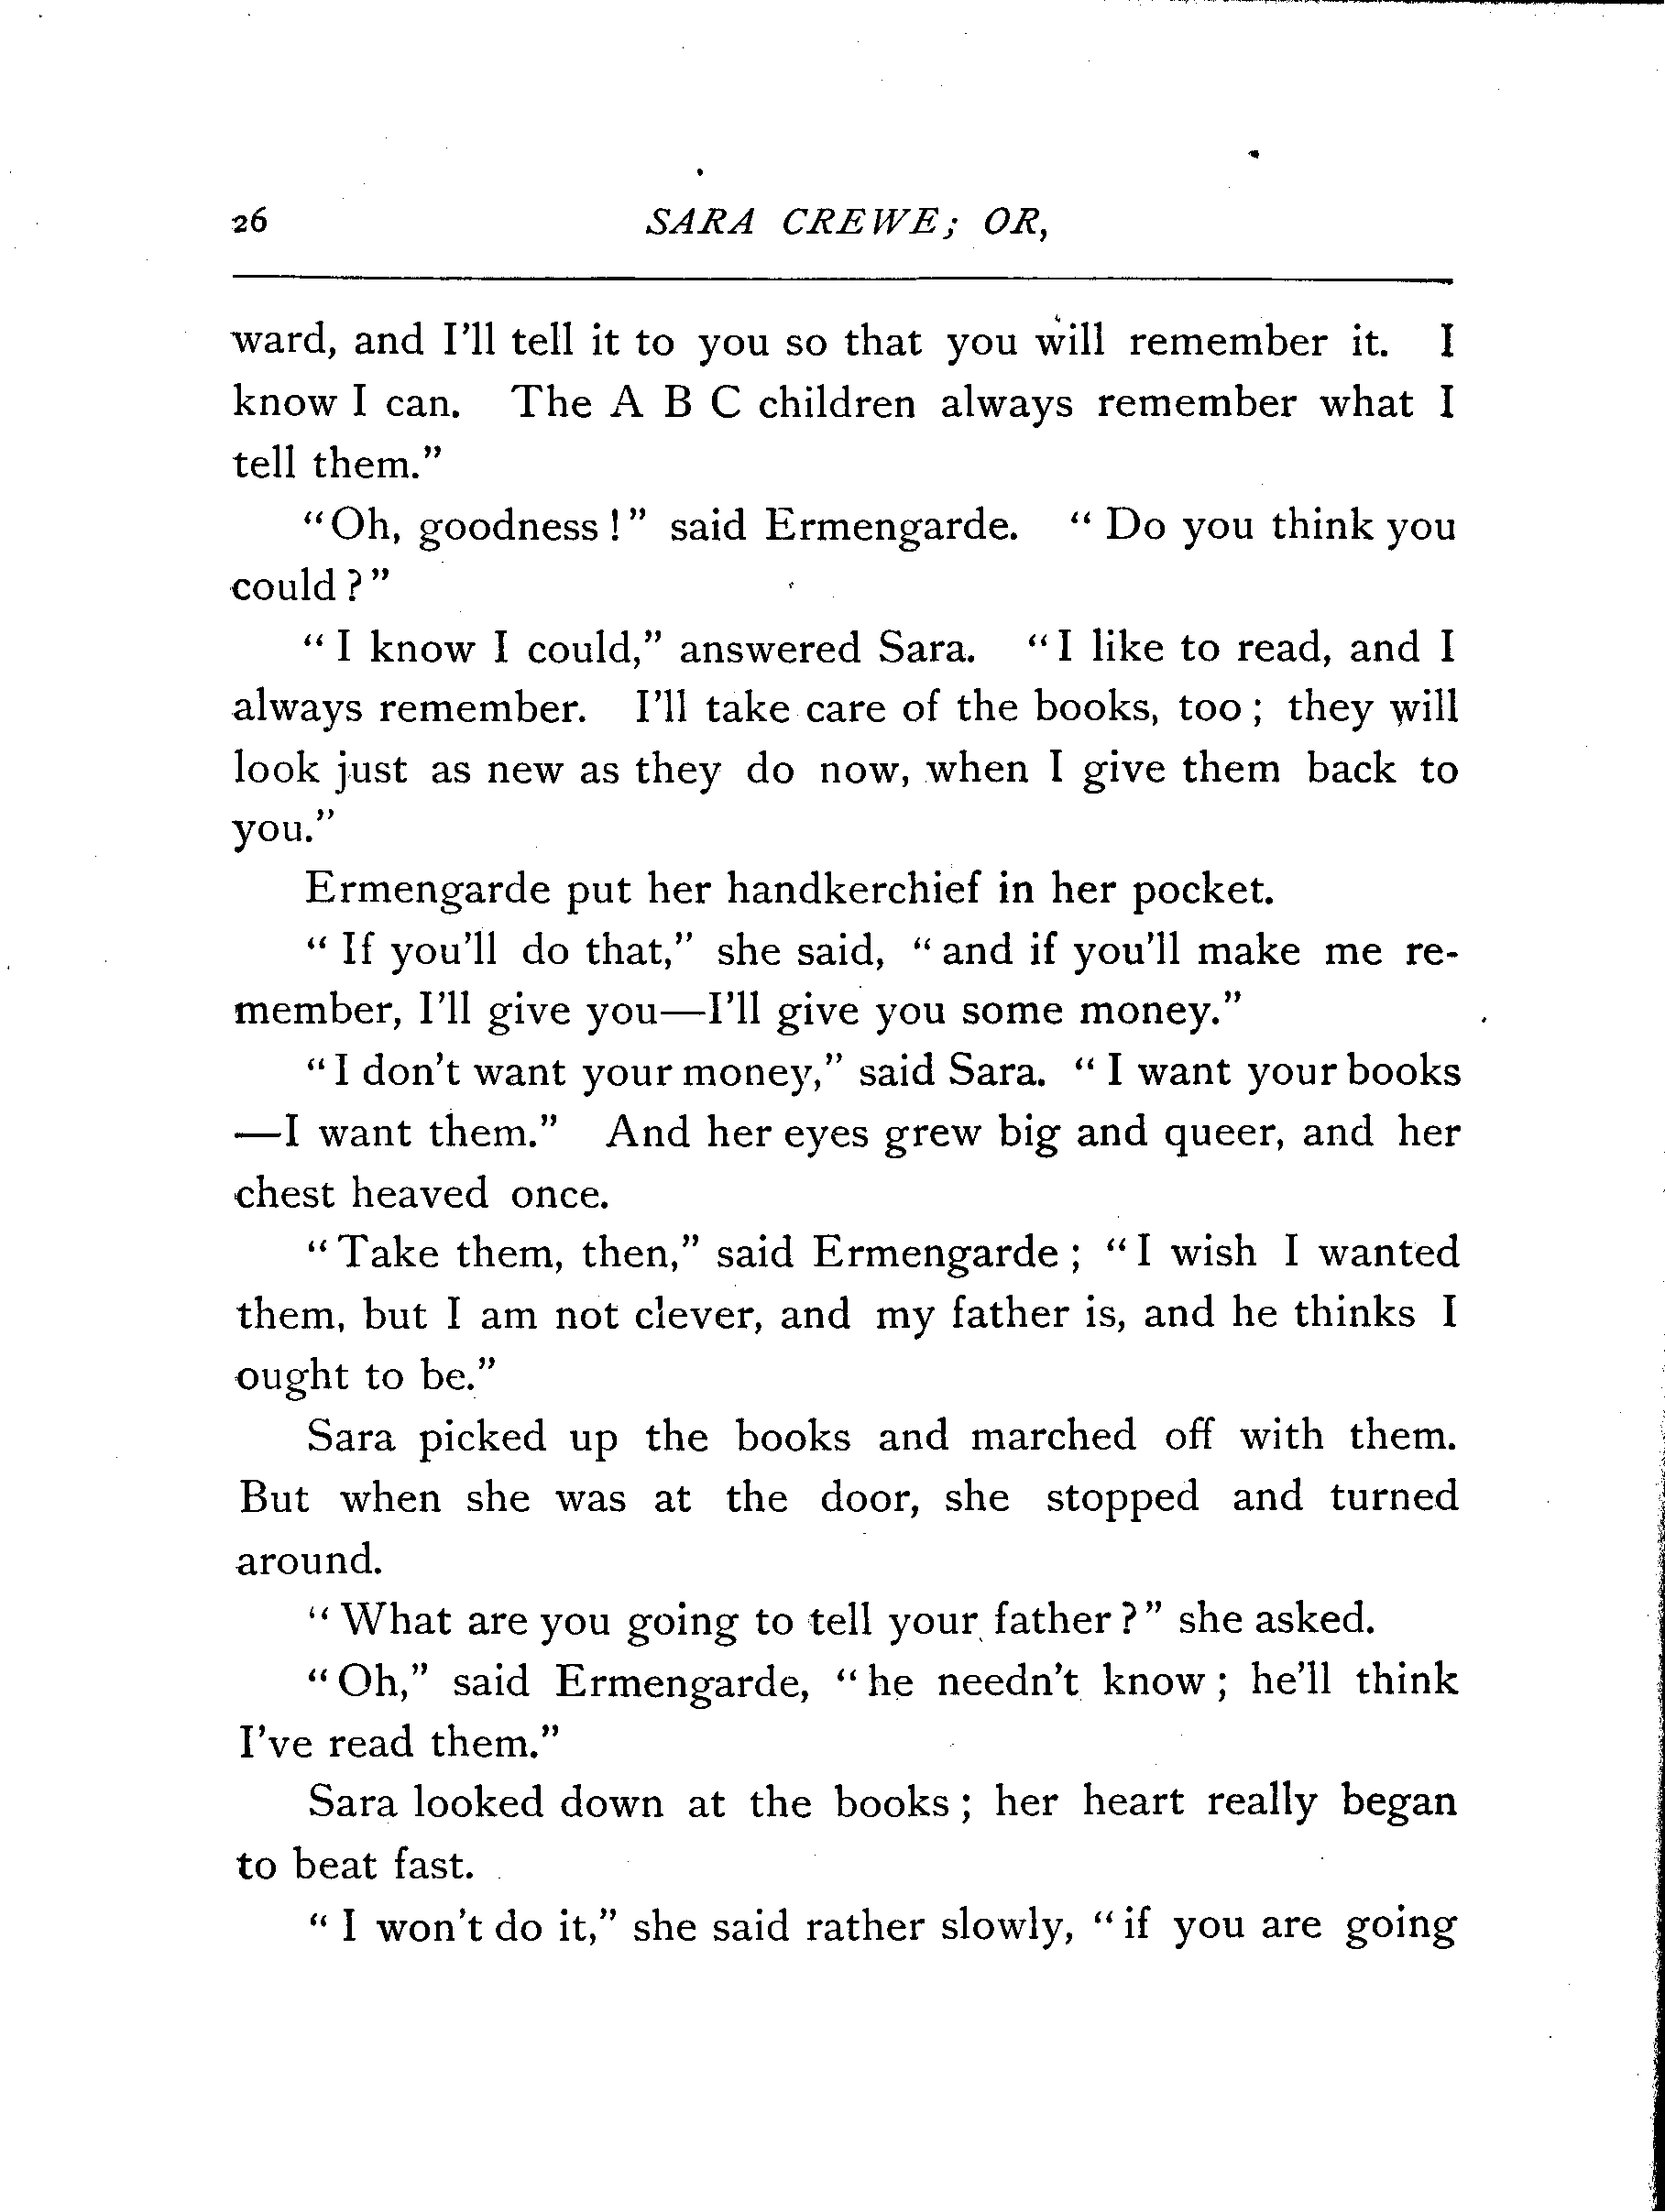 26 SARA CREWE; OR,
ward, and I'll tell it to you so that you will remember it. I
know I can. The A B C children always remember what I
tell them."
"Oh, goodness!" said Ermengarde. "Do you think you
could?"
"I know I could," answered Sara. "I like to read, and I
always remember. I'll take care of the books, too; they will
look just as new as they do now, when I give them back to
you."
Ermengarde put her handkerchief in her pocket.
"If you'll do that," she said, "and if you'll make me re-
member, I'll give you—I'll give you some money."
"I don't want your money," said Sara. "I want your books
—I want them." And her eyes grew big and queer, and her
chest heaved once.
"Take them, then," said Ermengarde; "I wish I wanted
them, but I am not clever, and my father is, and he thinks I
ought to be."
Sara picked up the books and marched off with them.
But when she was at the door, she stopped and turned
around.
"What are you going to tell your father?" she asked.
"Oh," said Ermengarde, "he needn't know; he'll think
I've read them."
Sara looked down at the books; her heart really began
to beat fast.
"I won't do it," she said rather slowly, "if you are going